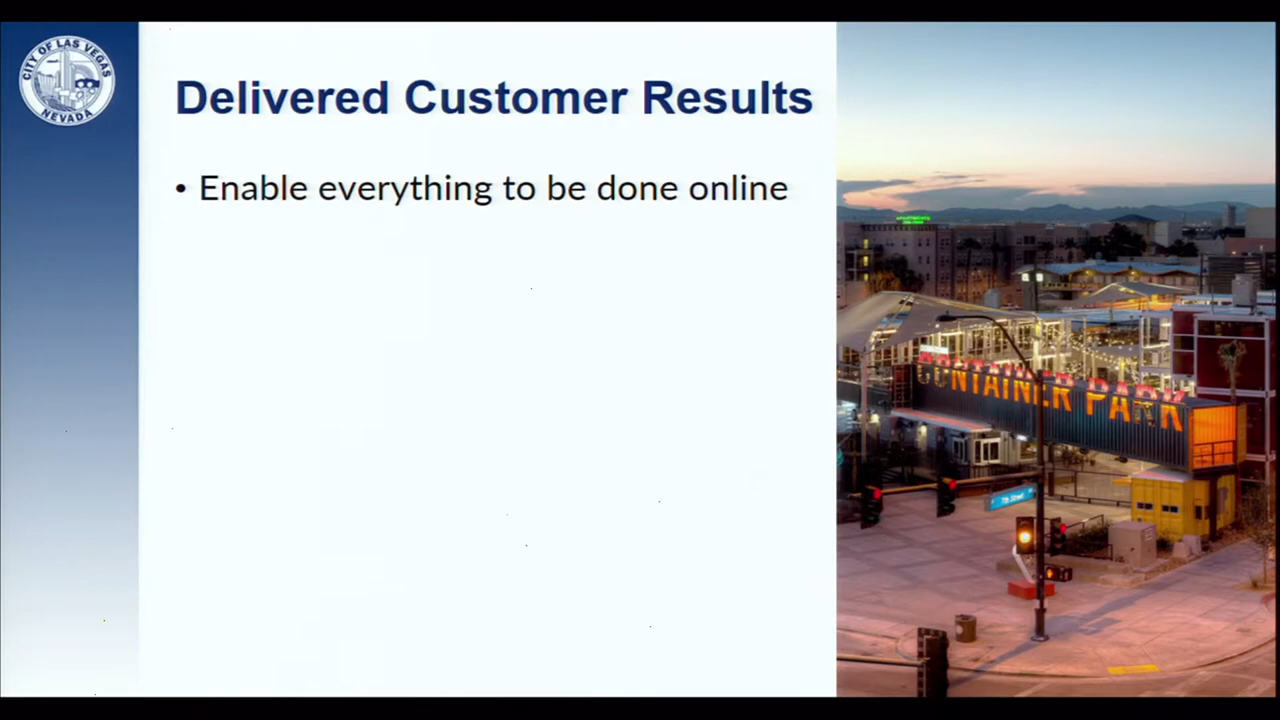 CITY OF LAS VEGAS
NEVADA
Delivered Customer Results
• Enable everything to be done online
CONTAINER PARK
7th Street